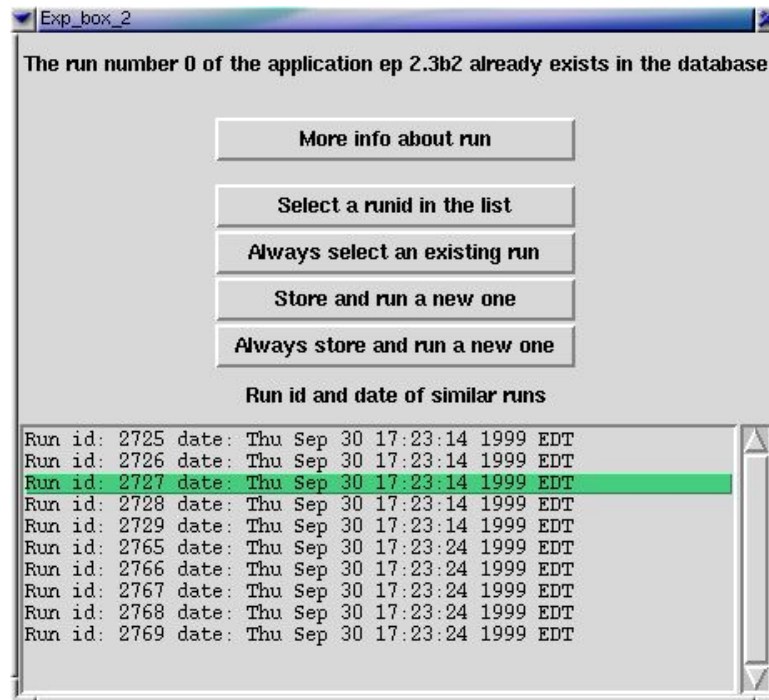 Exp_box_2
The run number 0 of the application ep 2.3b2 already exists in the database
More info about run
Select a runid in the list
Always select an existing run
Store and run a new one
Always store and run a new one
Run id and date of similar runs
Run id: 2725 date: Thu Sep 30 17:23:14 1999 EDT
Run id: 2726 date: Thu Sep 30 17:23:14 1999 EDT
Run id: 2727 date: Thu Sep 30 17:23:14 1999 EDT
Run id: 2728 date: Thu Sep 30 17:23:14 1999 EDT
Run id: 2729 date: Thu Sep 30 17:23:14 1999 EDT
Run id: 2765 date: Thu Sep 30 17:23:24 1999 EDT
Run id: 2766 date: Thu Sep 30 17:23:24 1999 EDT
Run id: 2767 date: Thu Sep 30 17:23:24 1999 EDT
Run id: 2768 date: Thu Sep 30 17:23:24 1999 EDT
Run id: 2769 date: Thu Sep 30 17:23:24 1999 EDT